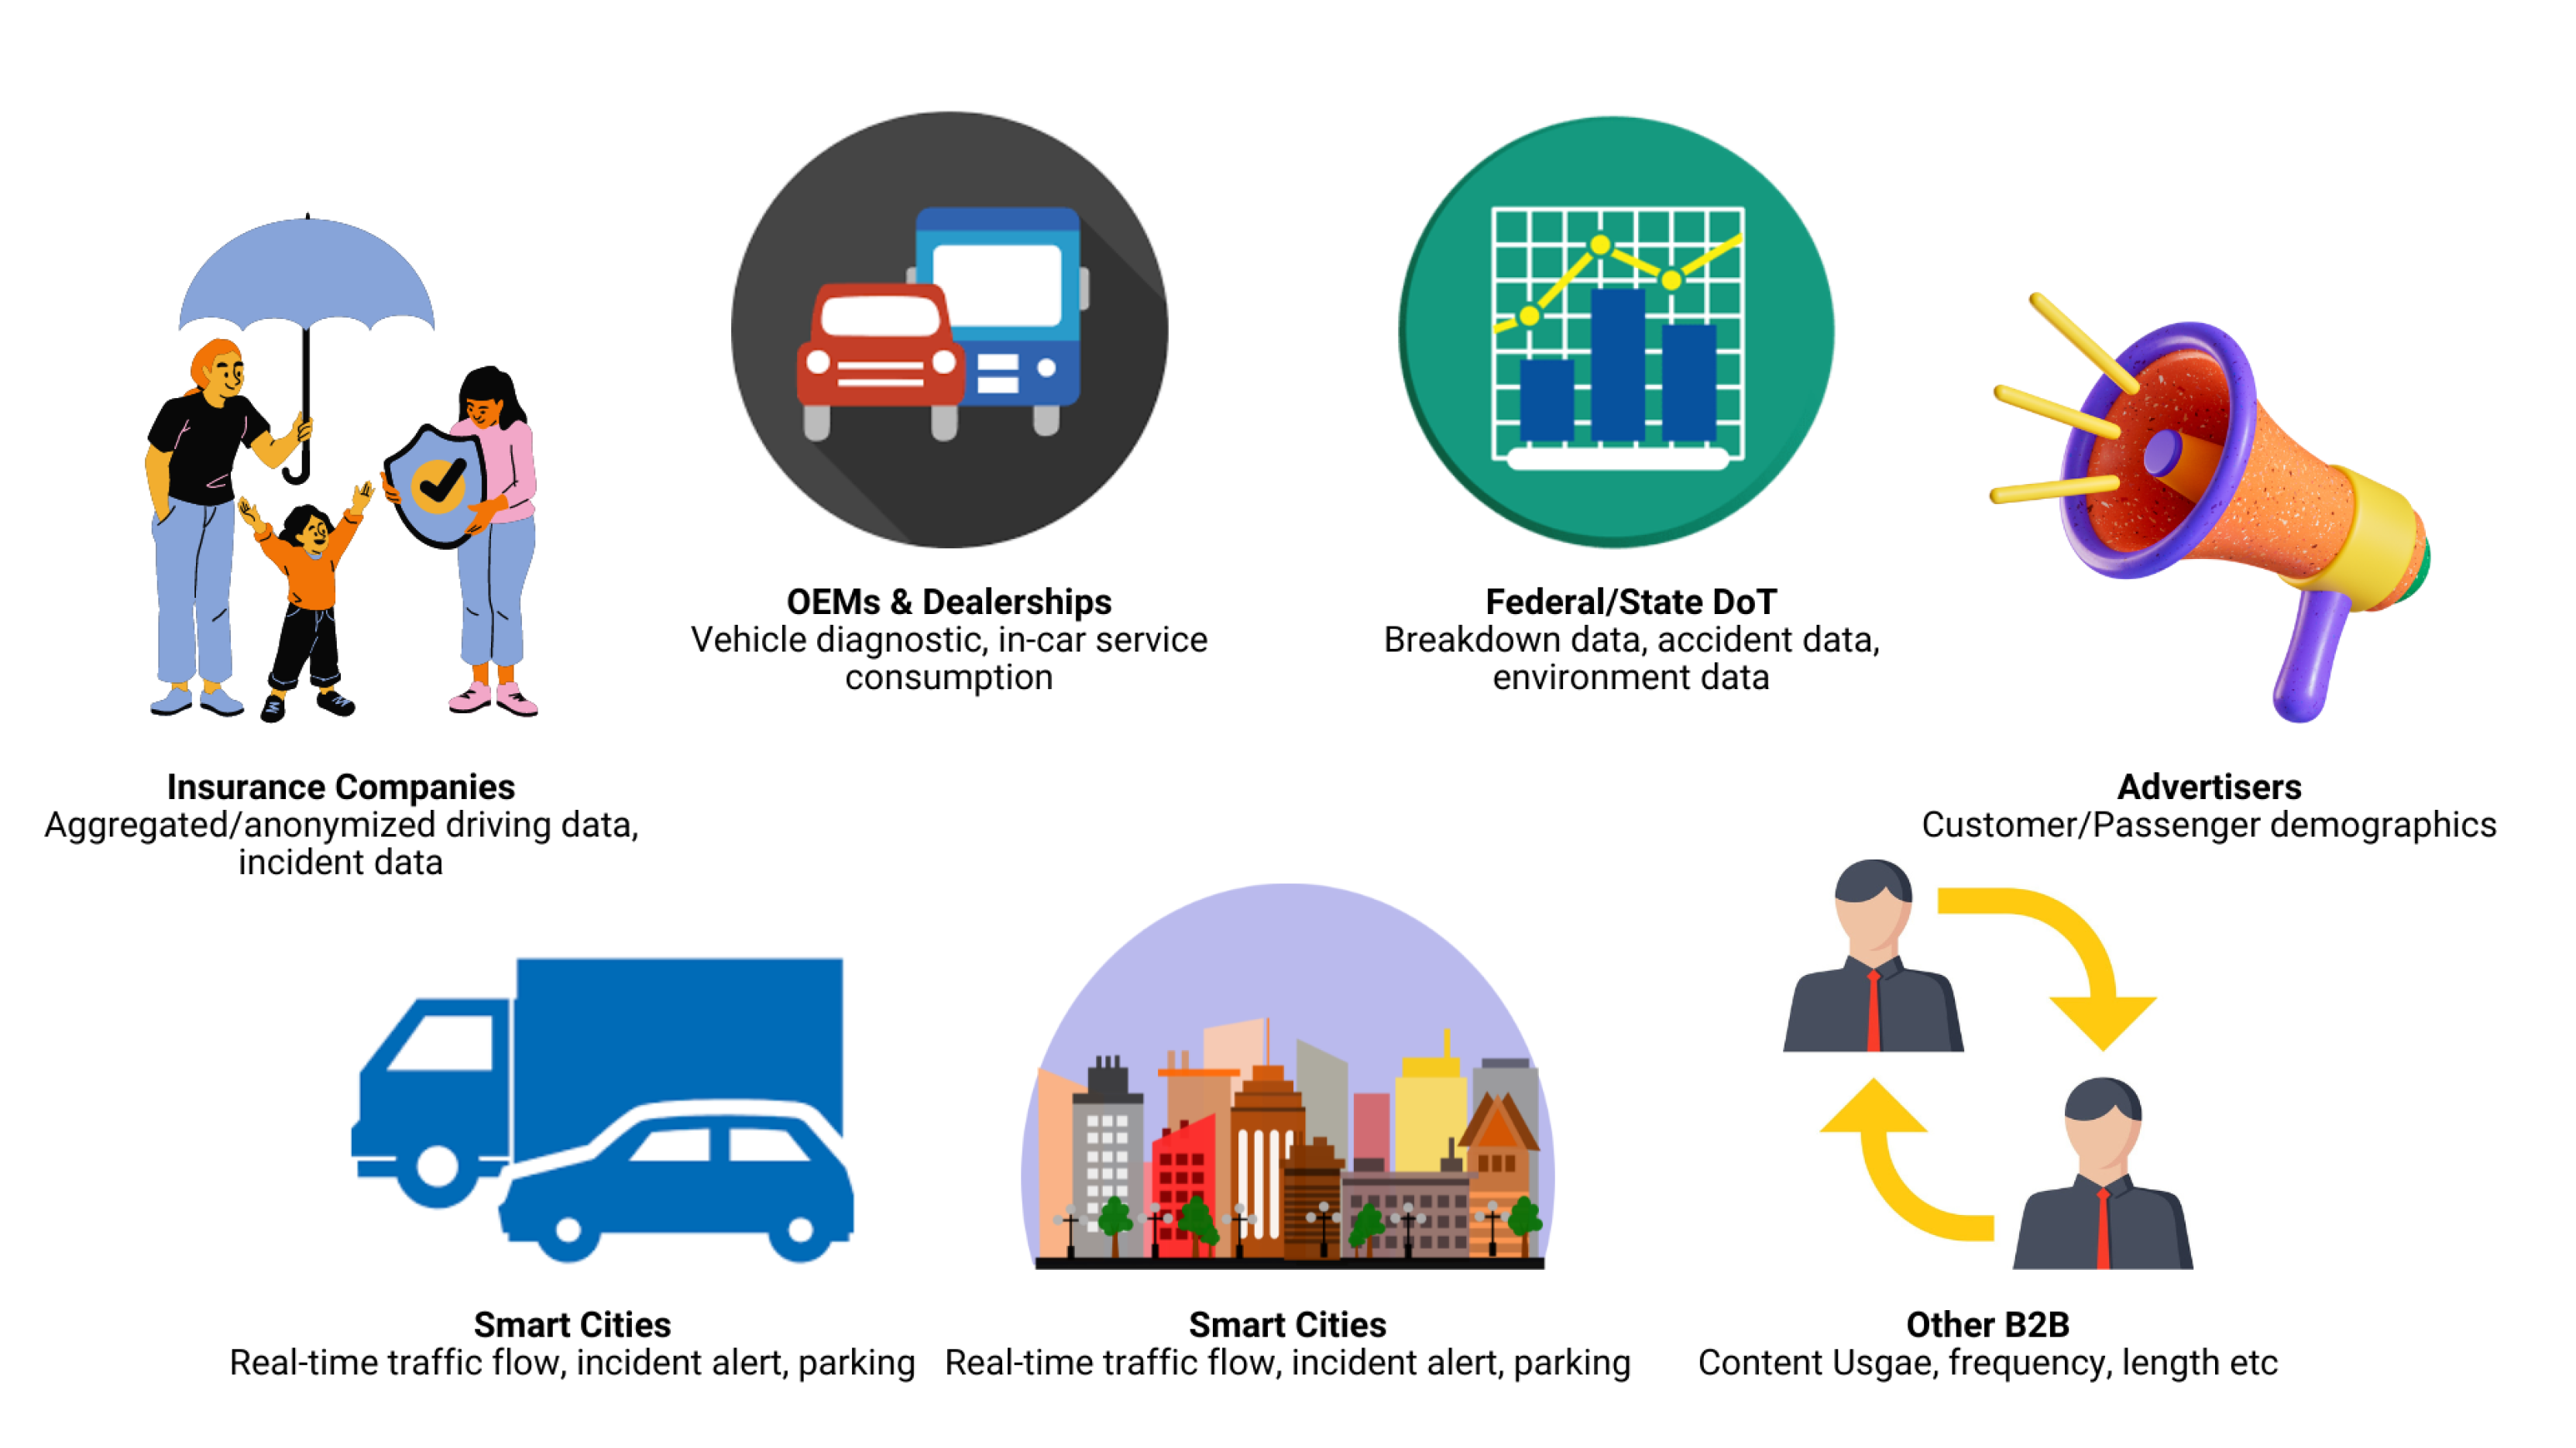 OEMs & Dealerships
Vehicle diagnostic, in-car service
consumption
Federal/State DoT
Breakdown data, accident data,
environment data
Insurance Companies
Aggregated/anonymized driving data,
incident data
Advertisers
Customer/Passenger demographics
Smart Cities
Real-time traffic flow, incident alert, parking
Smart Cities
Real-time traffic flow, incident alert, parking
Other B2B
Content Usgae, frequency, length etc